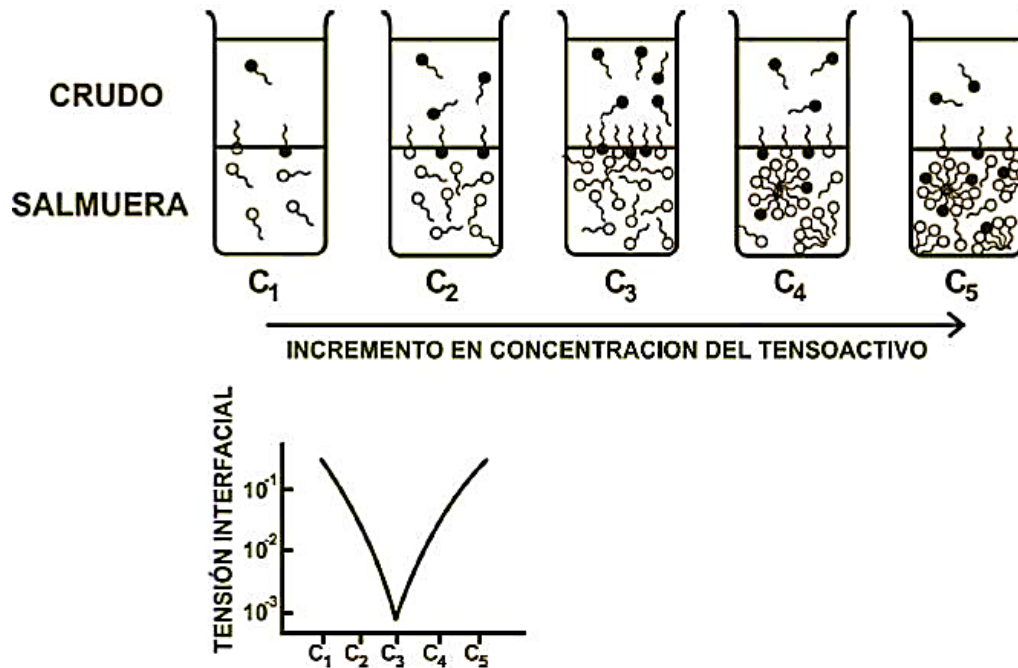 CRUDO
SALMUERA
C₁ C₂ C₃ C₄ C₅
INCREMENTO EN CONCENTRACION DEL TENSOACTIVO
TENSIÓN INTERFACIAL
10⁻¹
10⁻²
10⁻³
C₁ C₂ C₃ C₄ C₅